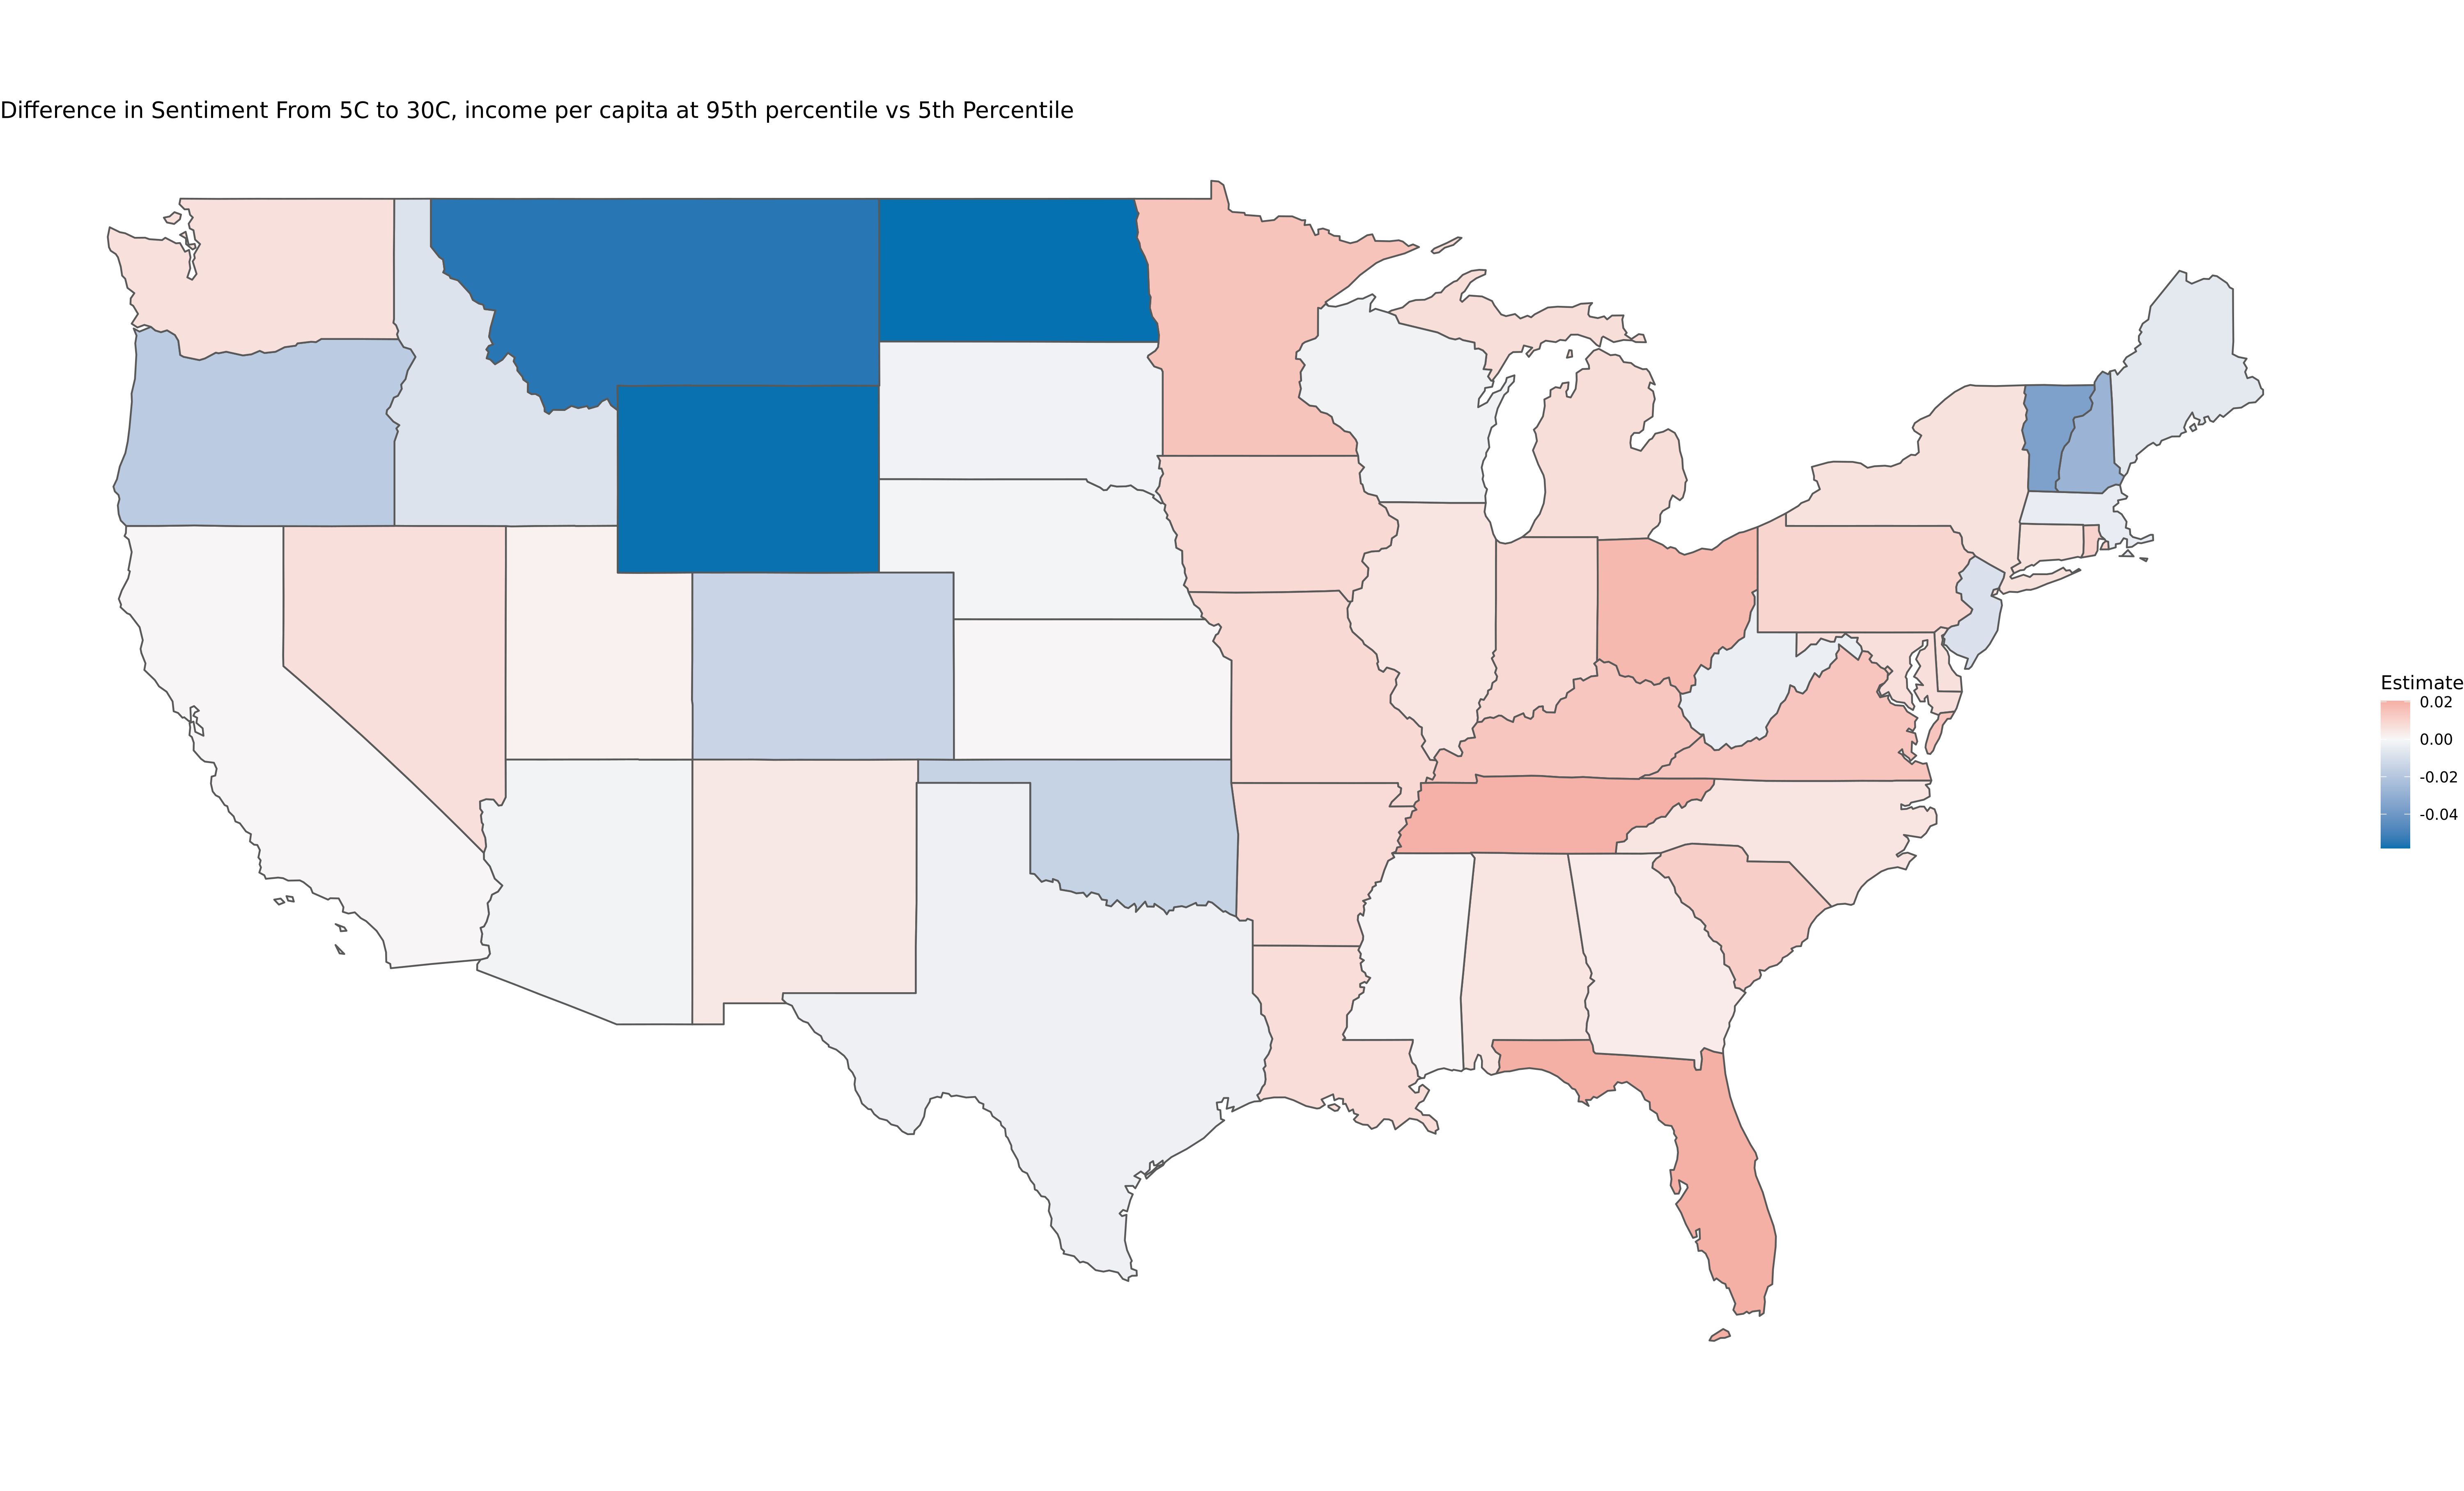 Difference in Sentiment From 5C to 30C, income per capita at 95th percentile vs 5th Percentile
Estimate
0.02
0.00
-0.02
-0.04